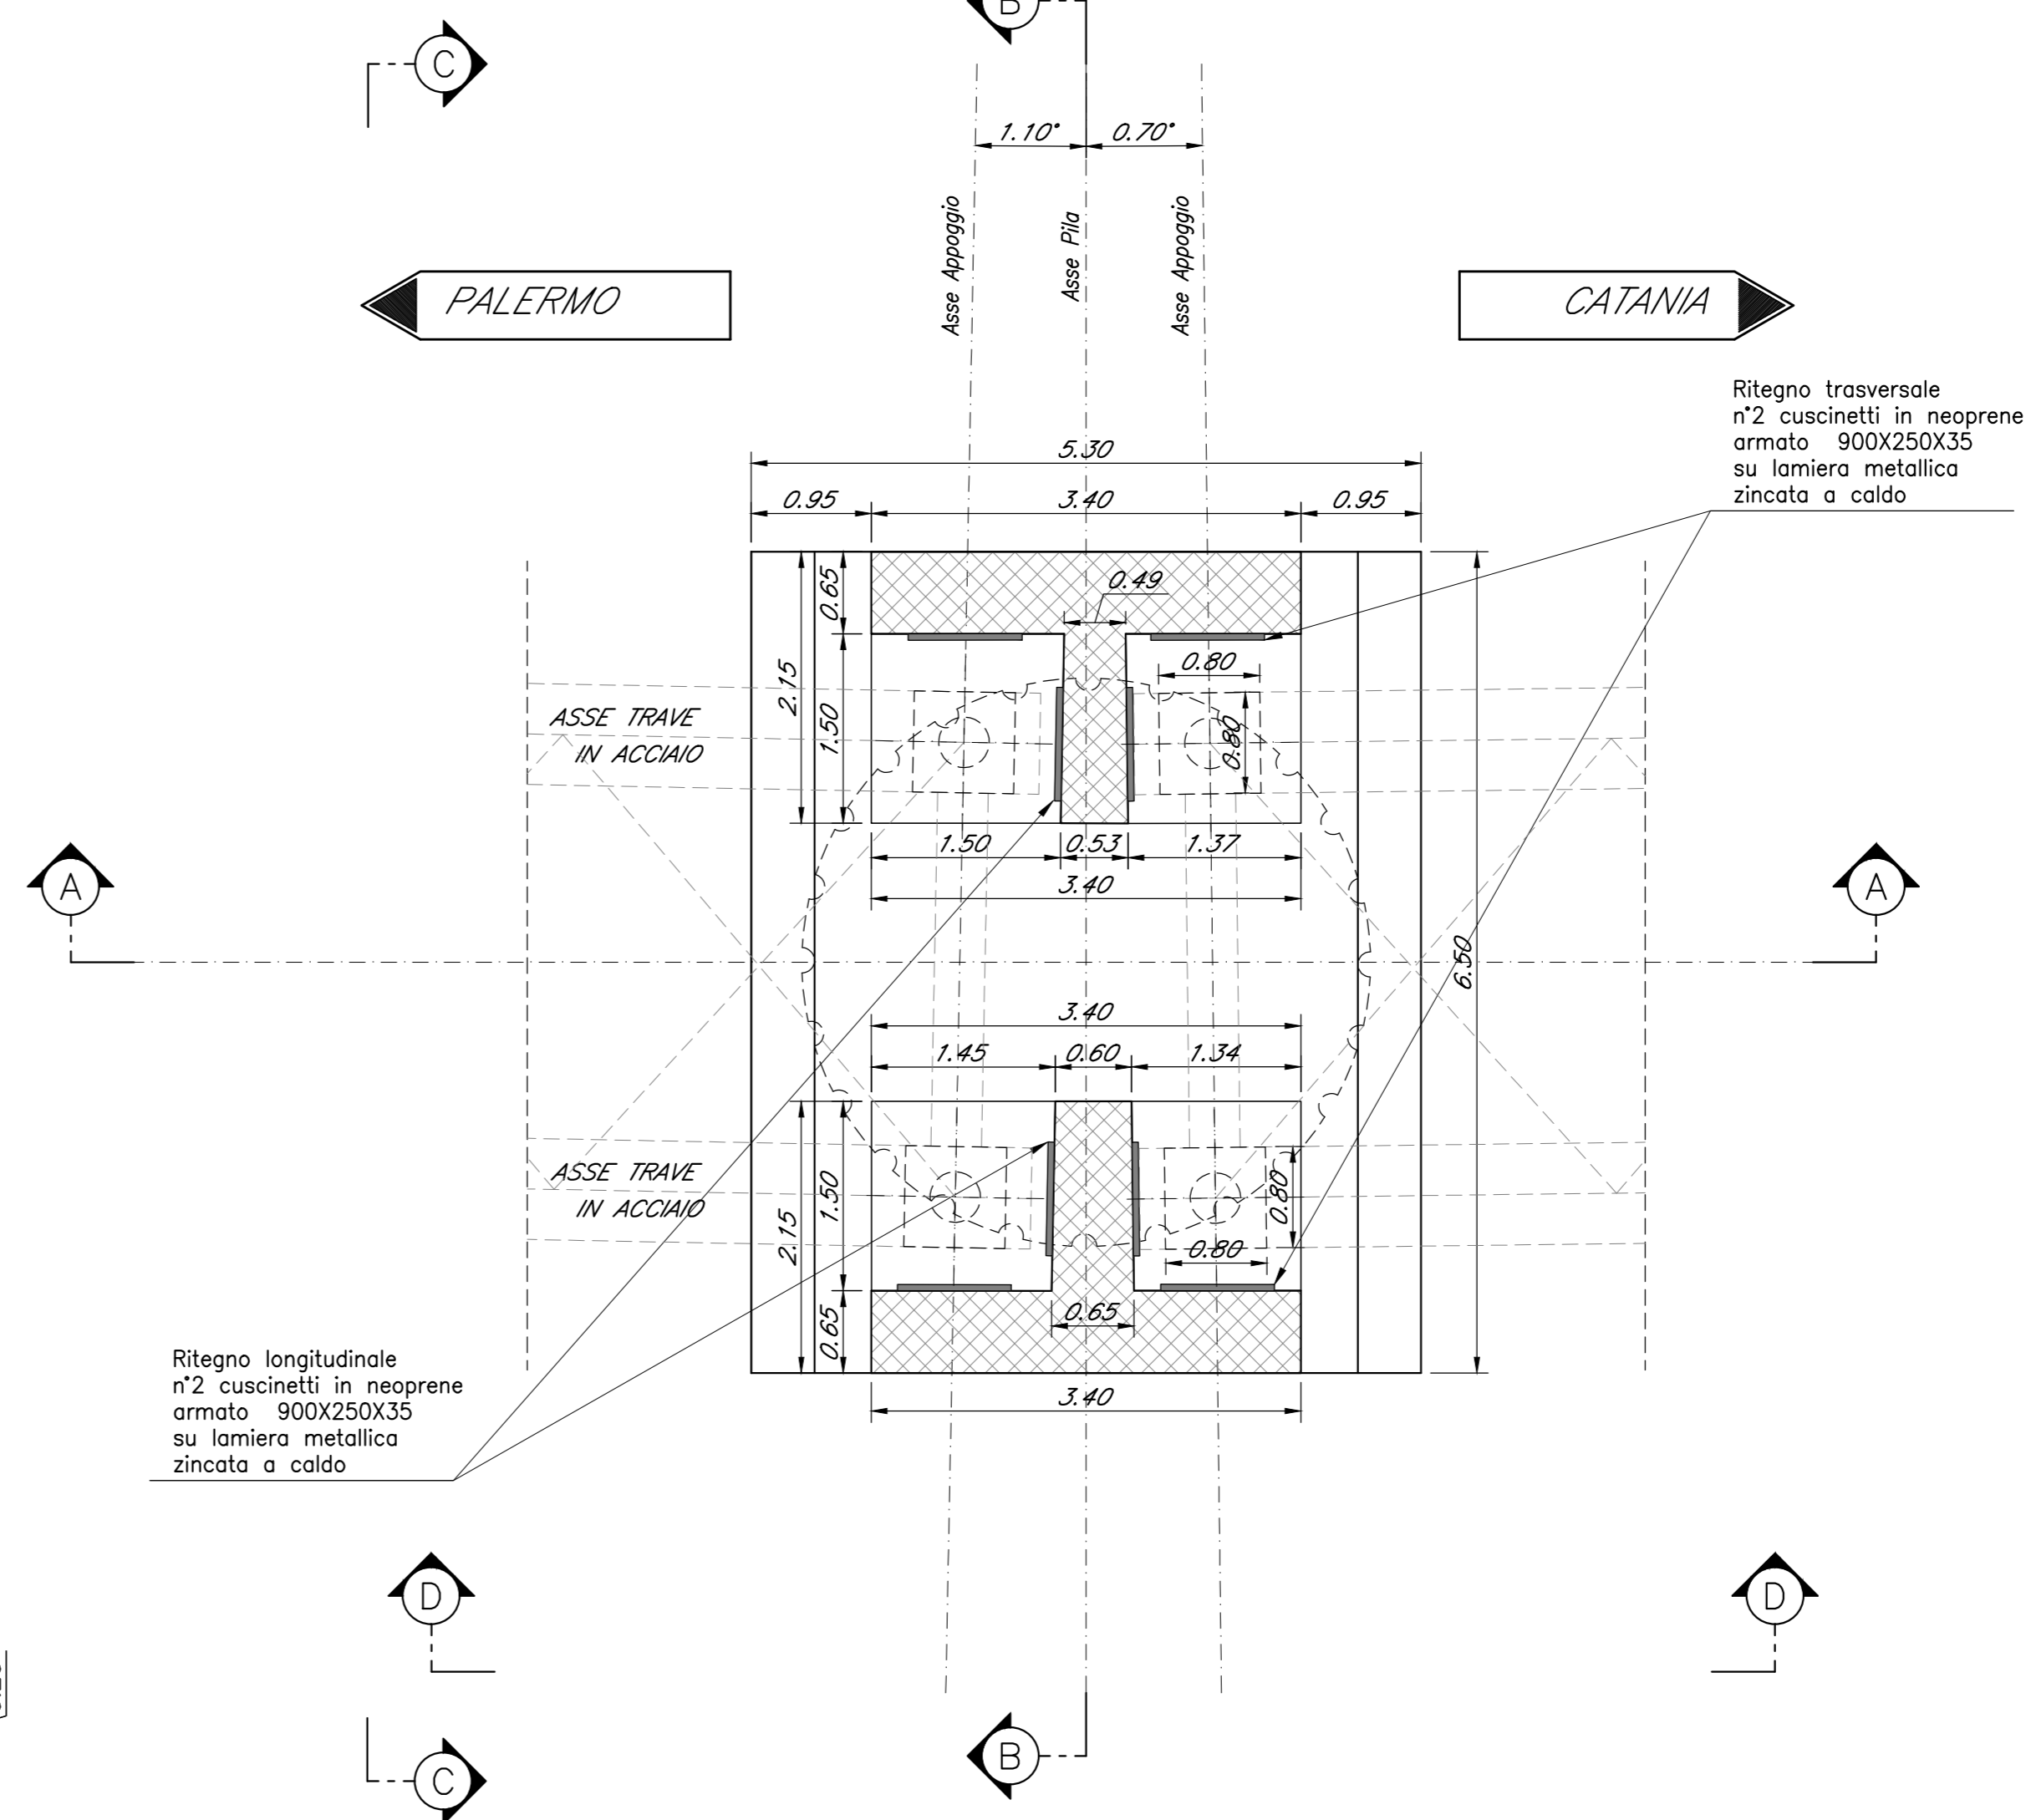 B
C
1.10°
0.70°
Asse Appoggio
Asse Pila
Asse Appoggio
PALERMO
CATANIA
Ritegno trasversale
n°2 cuscinetti in neoprene
armato 900X250X35
su lamiera metallica
zincata a caldo
5.30
0.95
3.40
0.95
0.65
0.49
2.15
1.50
0.80
0.80
ASSE TRAVE
IN ACCIAIO
1.50
0.53
1.37
3.40
A
A
6.50
3.40
1.45
0.60
1.34
ASSE TRAVE
IN ACCIAIO
2.15
1.50
0.80
0.80
0.65
0.65
3.40
Ritegno longitudinale
n°2 cuscinetti in neoprene
armato 900X250X35
su lamiera metallica
zincata a caldo
D
D
B
C